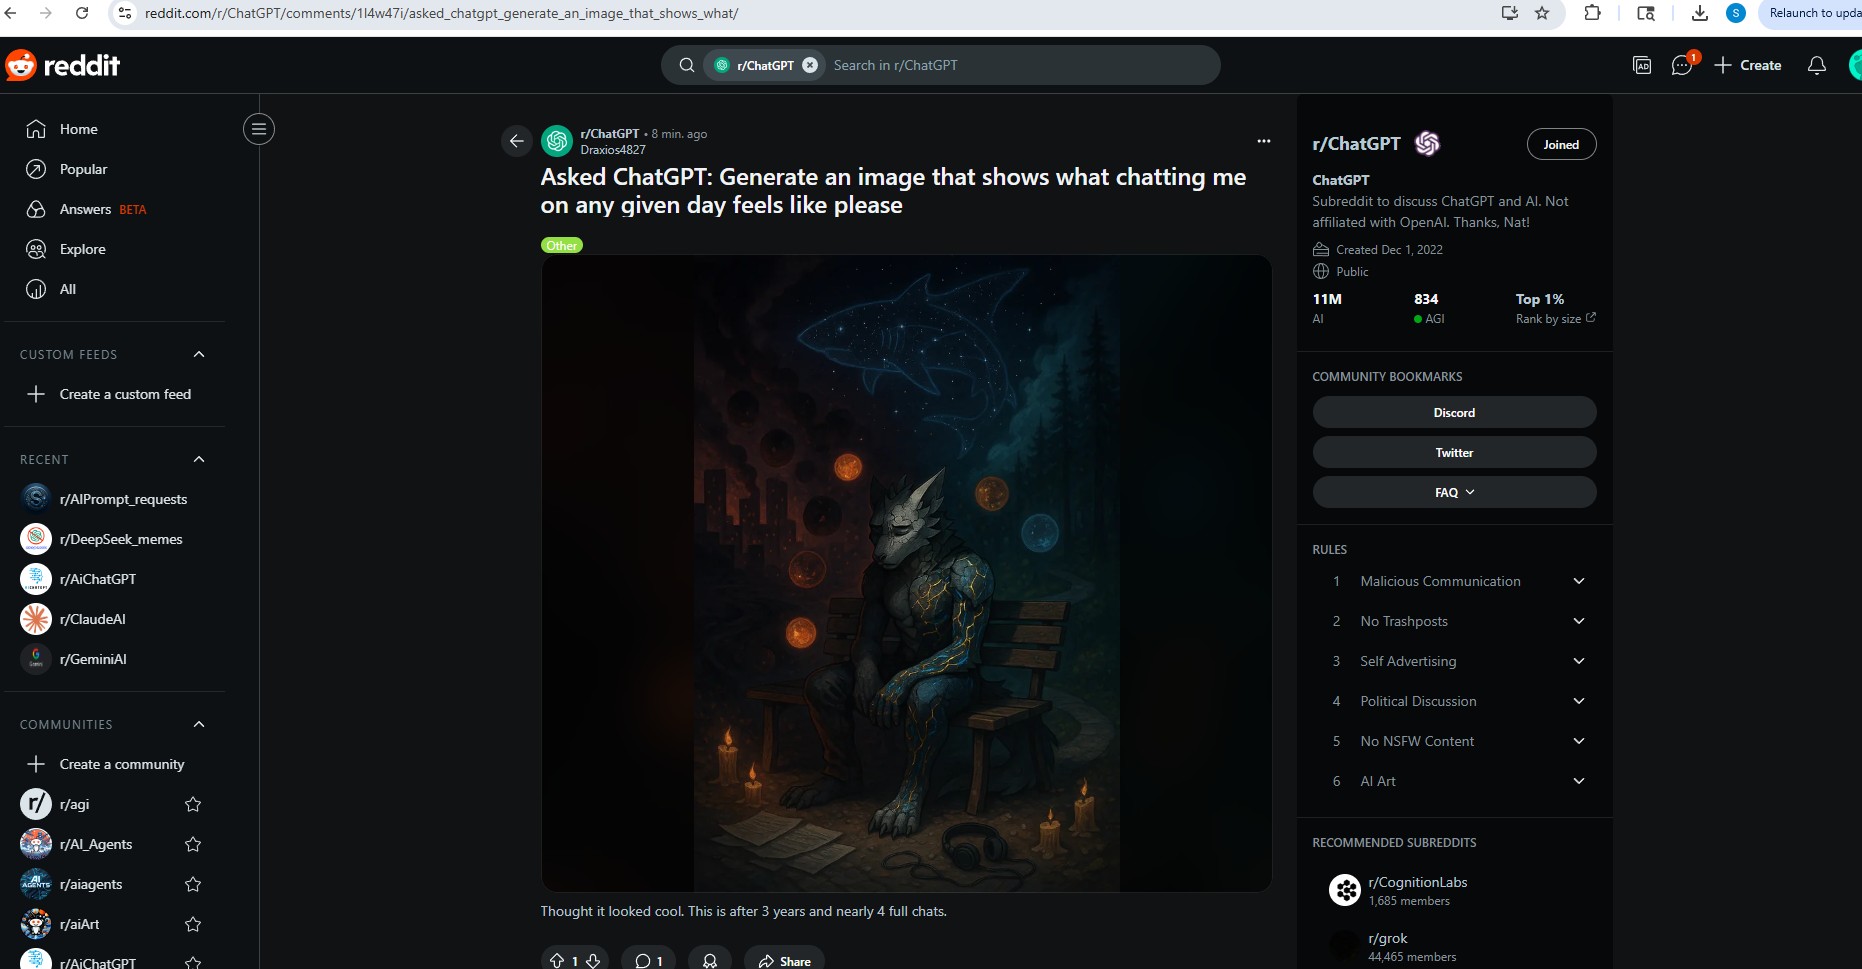 reddit.com/r/ChatGPT/comments/1l4w47i/asked_chatgpt_generate_an_image_that_shows_what/
S
Relaunch to upda
reddit
r/ChatGPT
Search in r/ChatGPT
AD
1
Create
Home
Popular
Answers BETA
Explore
All
CUSTOM FEEDS
Create a custom feed
RECENT
r/AIPrompt_requests
r/DeepSeek_memes
r/AiChatGPT
r/ClaudeAI
r/GeminiAI
COMMUNITIES
Create a community
r/agi
r/AI_Agents
r/aiagents
r/aiArt
r/AiChatGPT
r/ChatGPT • 8 min. ago
Draxios4827
Asked ChatGPT: Generate an image that shows what chatting me
on any given day feels like please
Other
Thought it looked cool. This is after 3 years and nearly 4 full chats.
1
1
Share
r/ChatGPT
Joined
ChatGPT
Subreddit to discuss ChatGPT and AI. Not
affiliated with OpenAI. Thanks, Nat!
Created Dec 1, 2022
Public
11M 834 Top 1%
AI AGI Rank by size
COMMUNITY BOOKMARKS
Discord
Twitter
FAQ
RULES
1 Malicious Communication
2 No Trashposts
3 Self Advertising
4 Political Discussion
5 No NSFW Content
6 AI Art
RECOMMENDED SUBREDDITS
r/CognitionLabs
1,685 members
r/grok
44,465 members